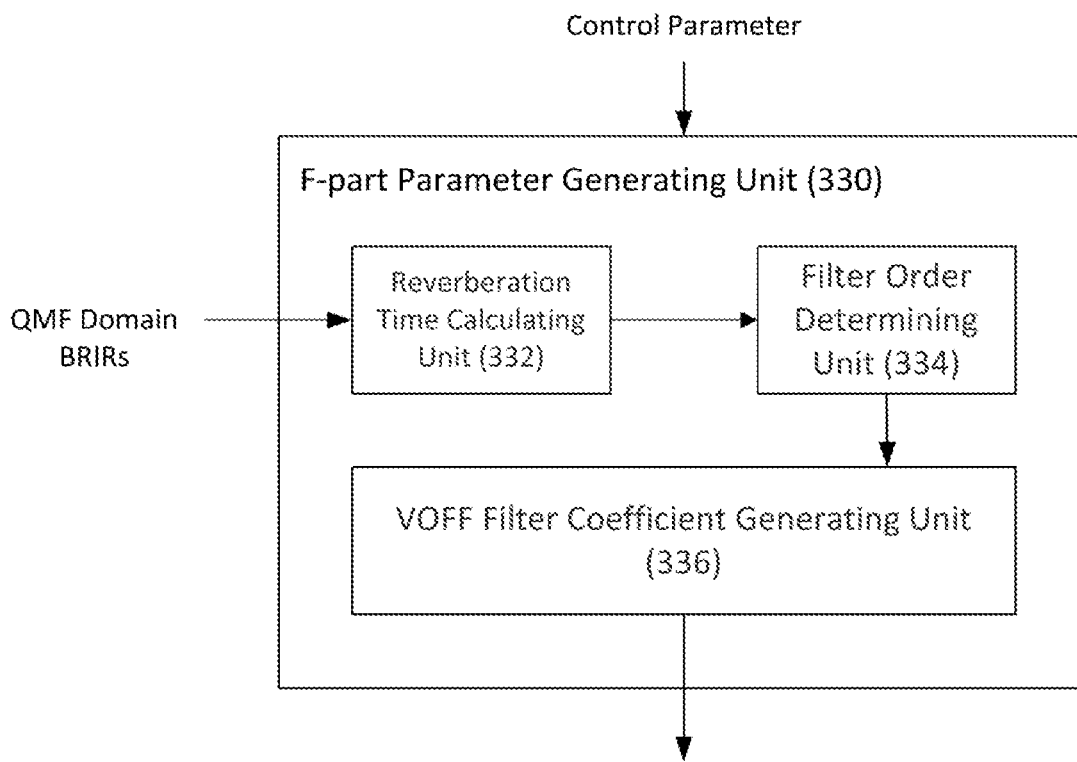 Control Parameter
F-part Parameter Generating Unit (330)
QMF Domain
BRIRs
Reverberation
Time Calculating
Unit (332)
Filter Order
Determining
Unit (334)
VOFF Filter Coefficient Generating Unit
(336)